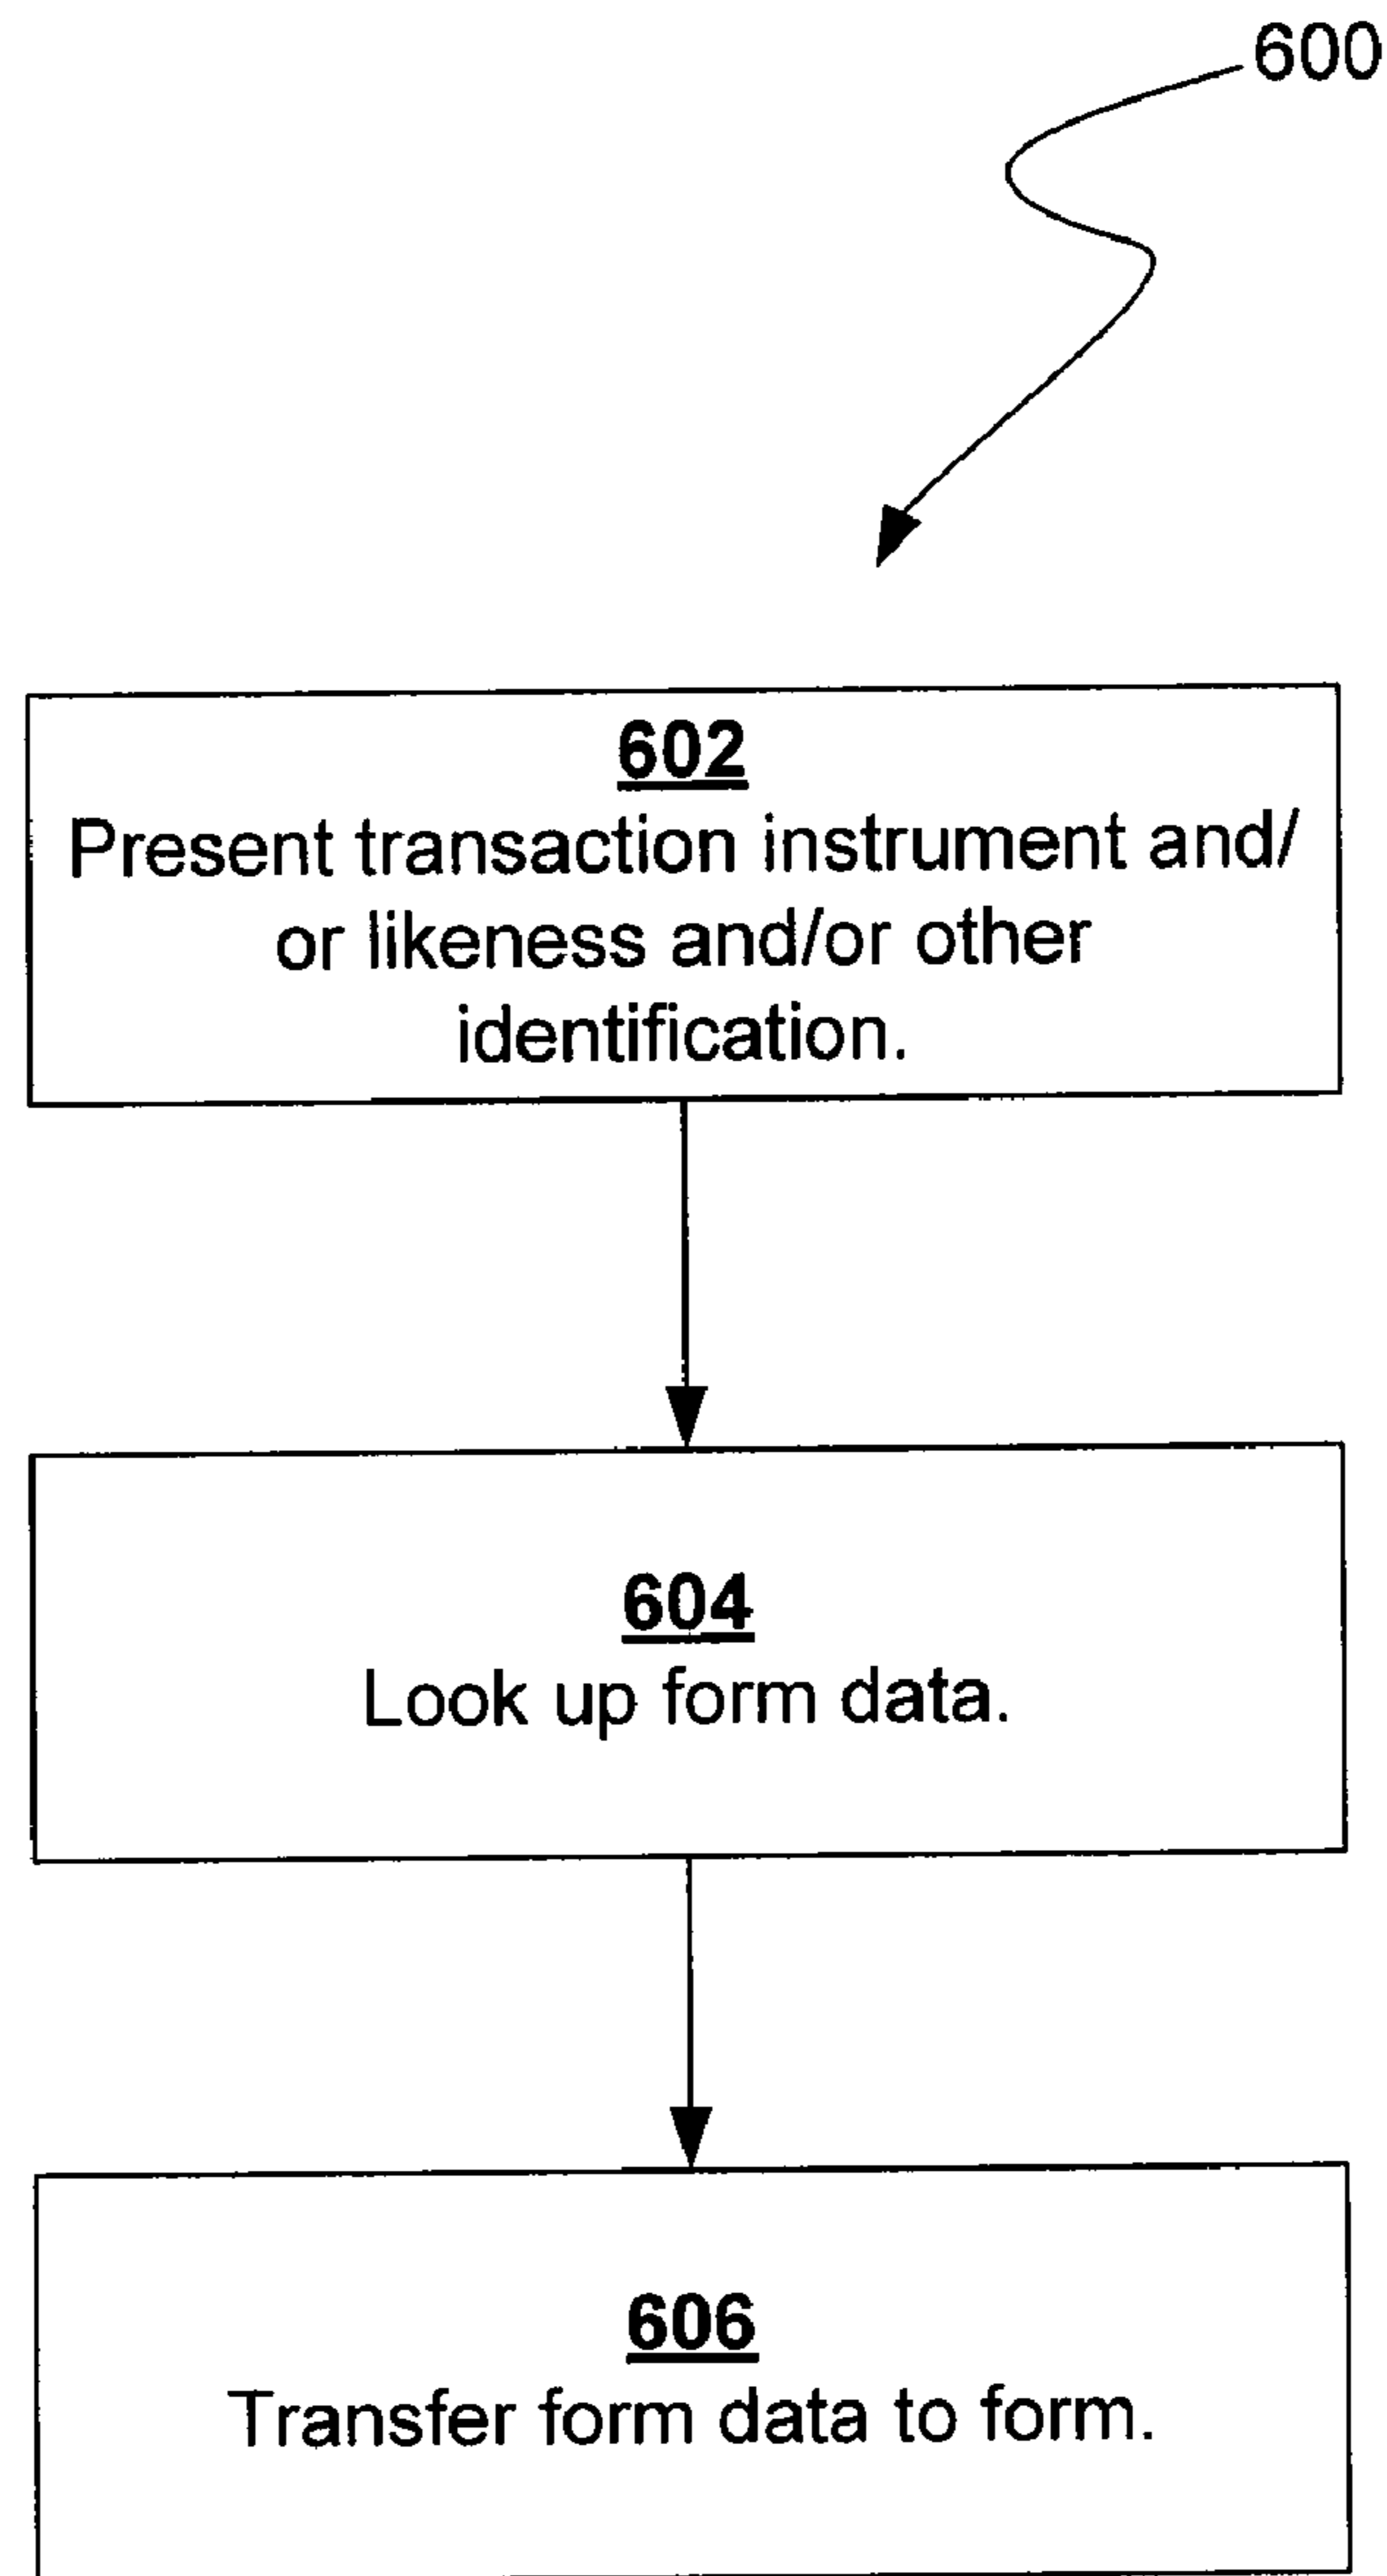 600
602
Present transaction instrument and/
or likeness and/or other
identification.
604
Look up form data.
606
Transfer form data to form.